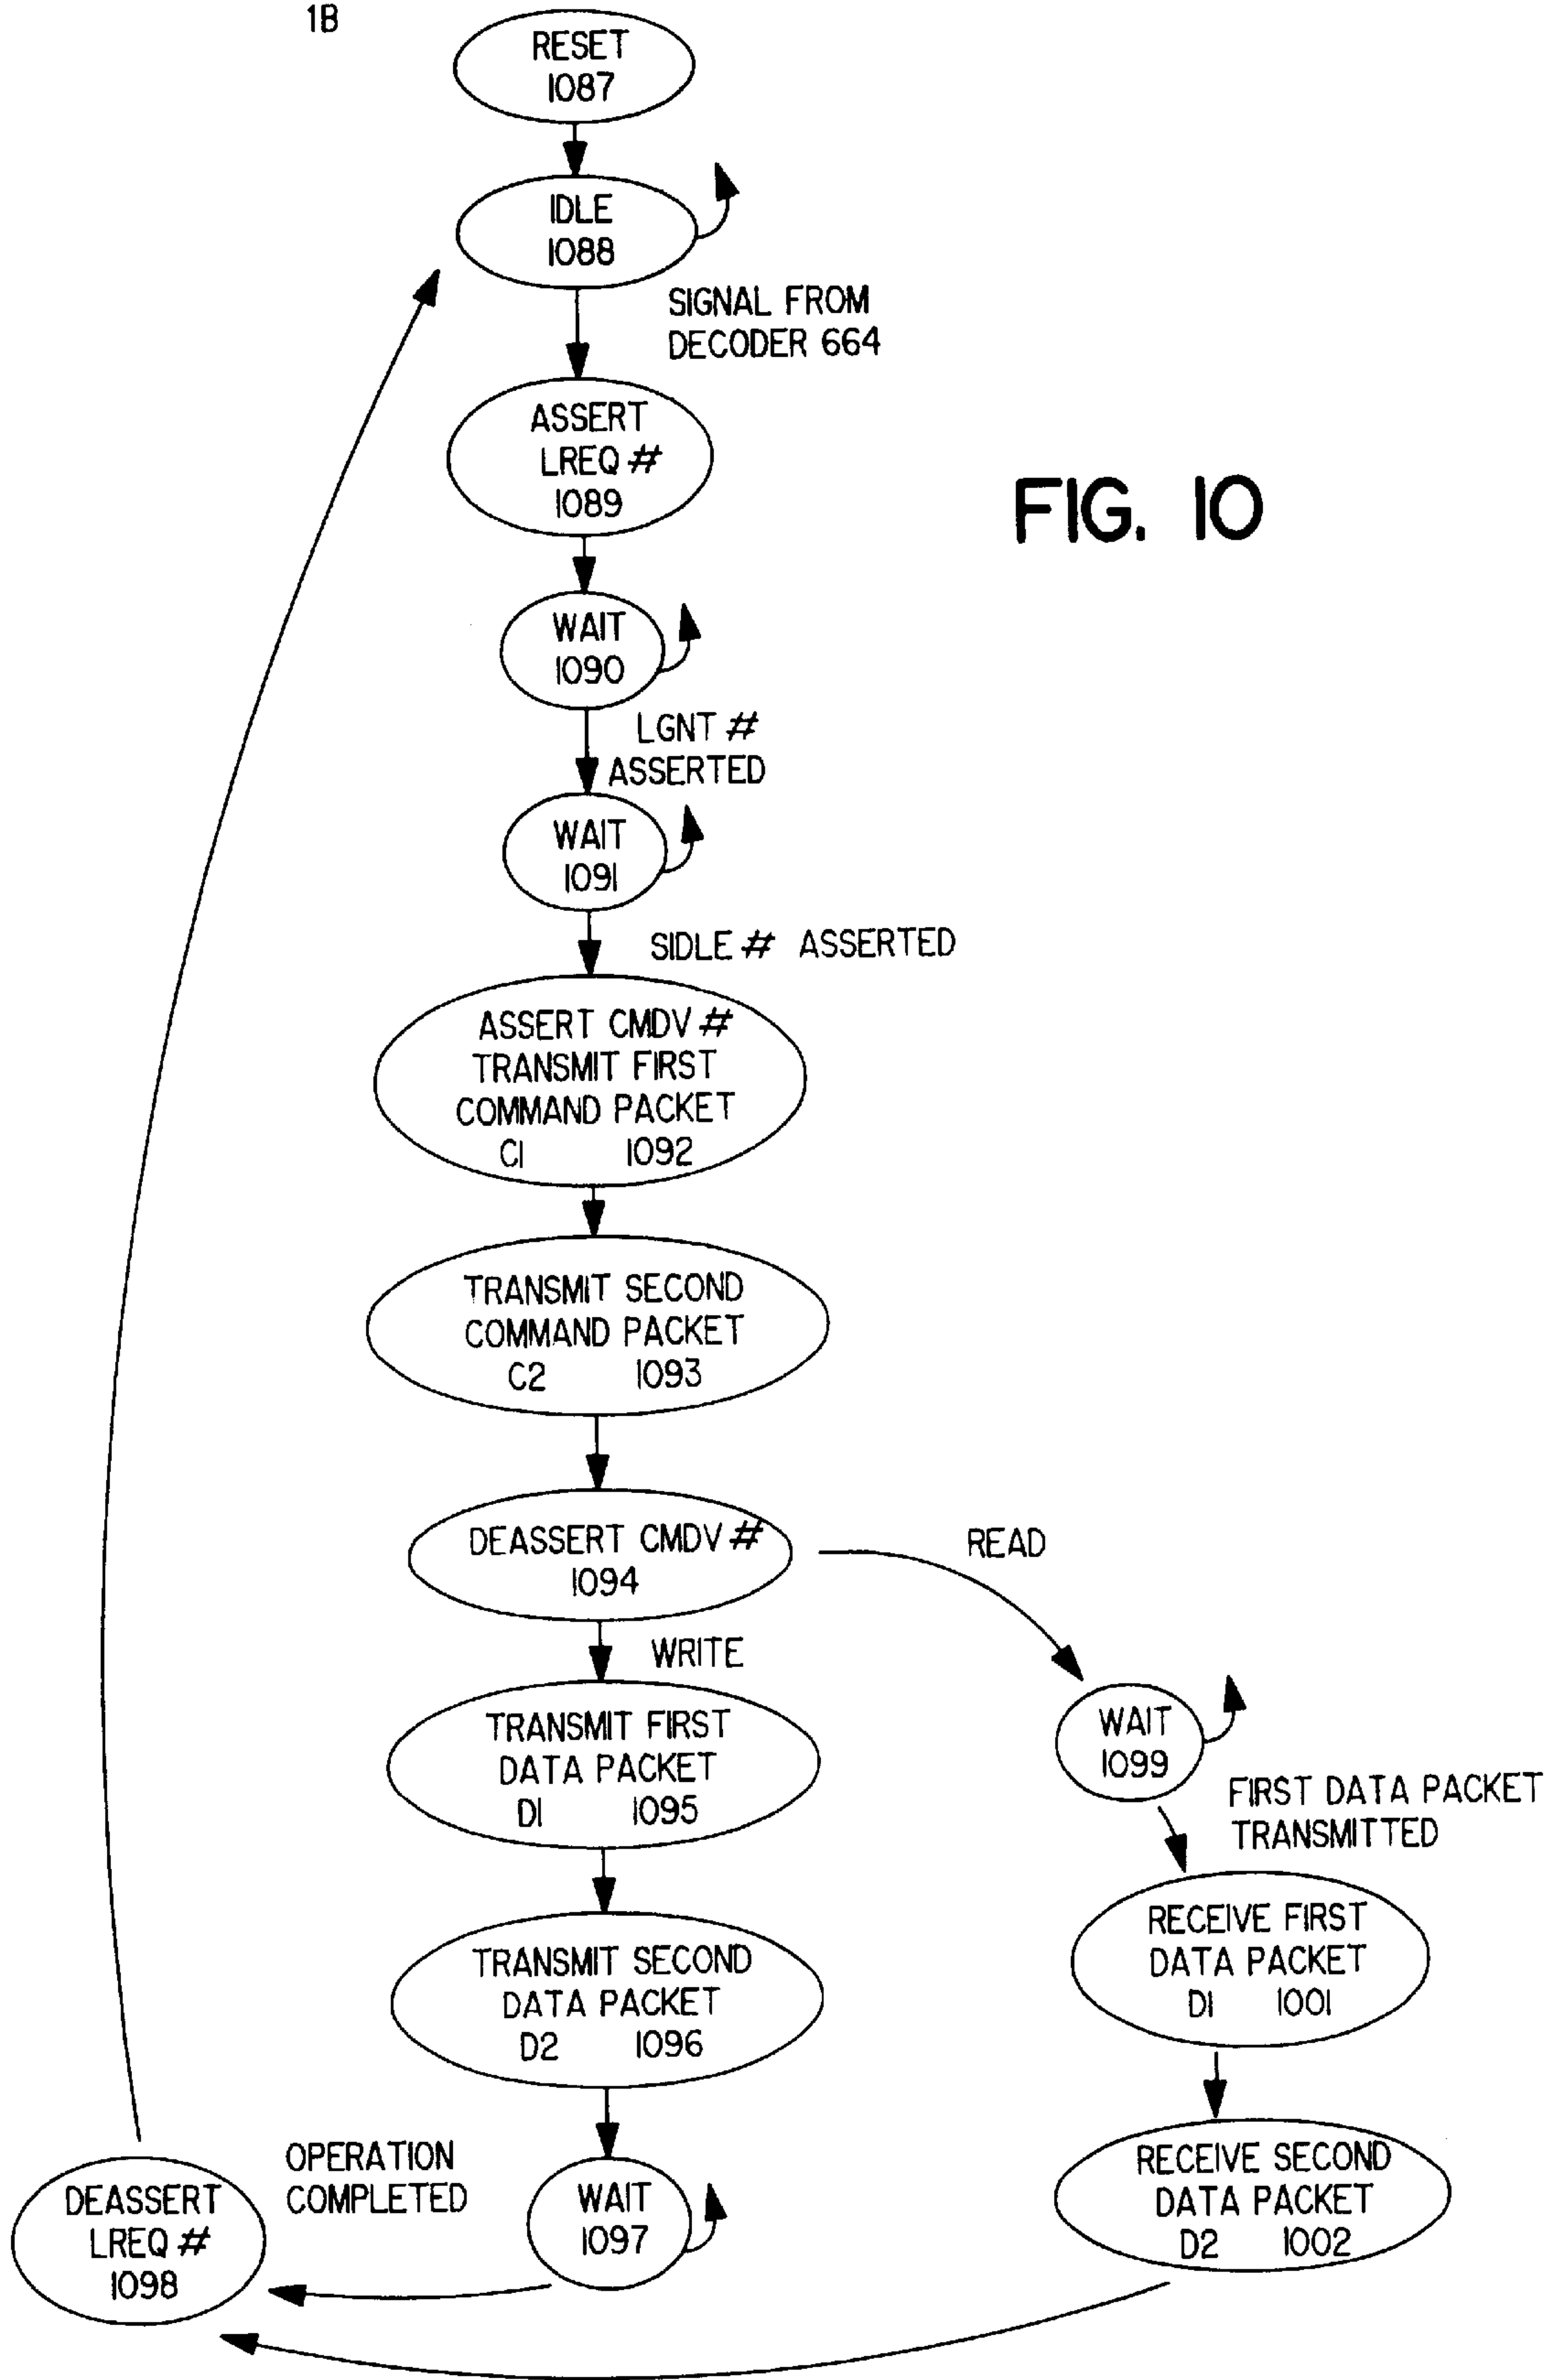 1B
RESET
1087
IDLE
1088
SIGNAL FROM
DECODER 664
ASSERT
LREQ #
1089
FIG. 10
WAIT
1090
LGNT #
ASSERTED
WAIT
1091
SIDLE # ASSERTED
ASSERT CMDV #
TRANSMIT FIRST
COMMAND PACKET
C1 1092
TRANSMIT SECOND
COMMAND PACKET
C2 1093
DEASSERT CMDV #
1094
READ
WRITE
TRANSMIT FIRST
DATA PACKET
D1 1095
WAIT
1099
FIRST DATA PACKET
TRANSMITTED
TRANSMIT SECOND
DATA PACKET
D2 1096
RECEIVE FIRST
DATA PACKET
D1 1001
OPERATION
COMPLETED
DEASSERT
LREQ #
1098
WAIT
1097
RECEIVE SECOND
DATA PACKET
D2 1002